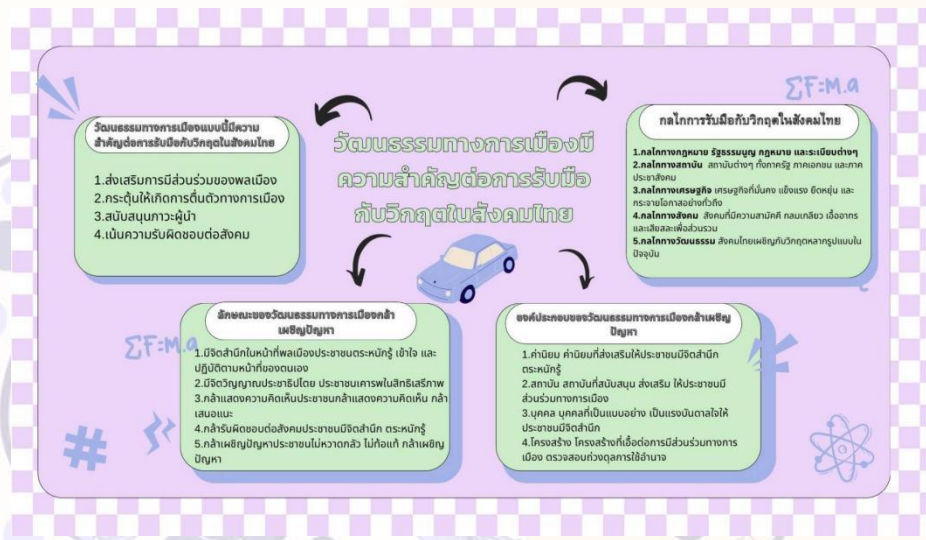 วัฒนธรรมทางการเมืองมี
ความสำคัญต่อการรับมือ
กับวิกฤตในสังคมไทย
วัฒนธรรมทางการเมืองแบบนี้มีความ
สำคัญต่อการรับมือกับวิกฤตในสังคมไทย
1.ส่งเสริมการมีส่วนร่วมของพลเมือง
2.กระตุ้นให้เกิดการตื่นตัวทางการเมือง
3.สนับสนุนภาวะผู้นำ
4.เน้นความรับผิดชอบต่อสังคม
ΣF=M.a
กลไกการรับมือกับวิกฤตในสังคมไทย
1.กลไกทางกฎหมาย รัฐธรรมนูญ กฎหมาย และระเบียบต่างๆ
2.กลไกทางสถาบัน สถาบันต่างๆ ทั้งภาครัฐ ภาคเอกชน และภาค
ประชาสังคม
3.กลไกทางเศรษฐกิจ เศรษฐกิจที่มั่นคง แข็งแรง ยืดหยุ่น และ
กระจายโอกาสอย่างทั่วถึง
4.กลไกทางสังคม สังคมที่มีความสามัคคี กลมเกลียว เอื้ออาทร
และเสียสละเพื่อส่วนรวม
5.กลไกทางวัฒนธรรม สังคมไทยเผชิญกับวิกฤตหลากรูปแบบใน
ปัจจุบัน
ΣF=M.a
ลักษณะของวัฒนธรรมทางการเมืองกล้า
เผชิญปัญหา
1.มีจิตสำนึกในหน้าที่พลเมืองประชาชนตระหนักรู้ เข้าใจ และ
ปฏิบัติตามหน้าที่ของตนเอง
2.มีจิตวิญญาณประชาธิปไตย ประชาชนเคารพในสิทธิเสรีภาพ
3.กล้าแสดงความคิดเห็นประชาชนกล้าแสดงความคิดเห็น กล้า
เสนอแนะ
4.กล้ารับผิดชอบต่อสังคมประชาชนมีจิตสำนึก ตระหนักรู้
5.กล้าเผชิญปัญหาประชาชนไม่หวาดกลัว ไม่ท้อแท้ กล้าเผชิญ
ปัญหา
องค์ประกอบของวัฒนธรรมทางการเมืองกล้าเผชิญ
ปัญหา
1.ค่านิยม ค่านิยมที่ส่งเสริมให้ประชาชนมีจิตสำนึก
ตระหนักรู้
2.สถาบัน สถาบันที่สนับสนุน ส่งเสริม ให้ประชาชนมี
ส่วนร่วมทางการเมือง
3.บุคคล บุคคลที่เป็นแบบอย่าง เป็นแรงบันดาลใจให้
ประชาชนมีจิตสำนึก
4.โครงสร้าง โครงสร้างที่เอื้อต่อการมีส่วนร่วมทางการ
เมือง ตรวจสอบถ่วงดุลการใช้อำนาจ
#